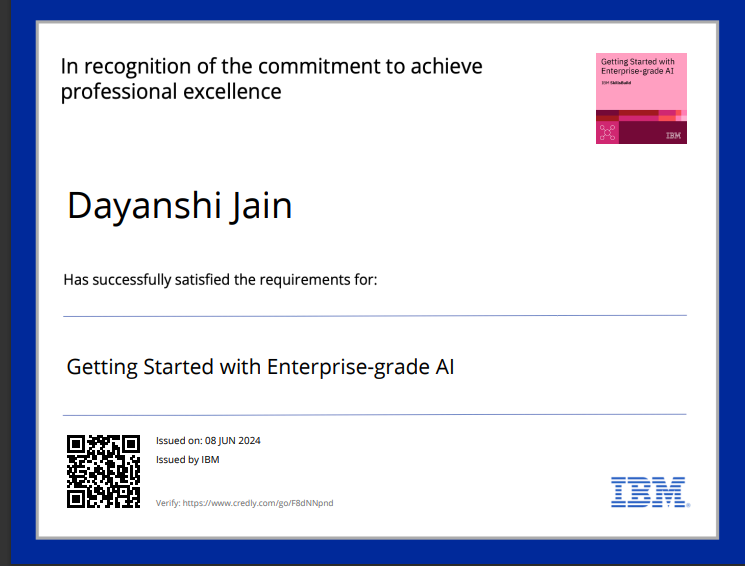 In recognition of the commitment to achieve
professional excellence
Getting Started with
Enterprise-grade AI
IBM SkillsBuild
IBM
Dayanshi Jain
Has successfully satisfied the requirements for:
Getting Started with Enterprise-grade AI
Issued on: 08 JUN 2024
Issued by IBM
Verify: https://www.credly.com/go/F8dNNpnd
IBM®